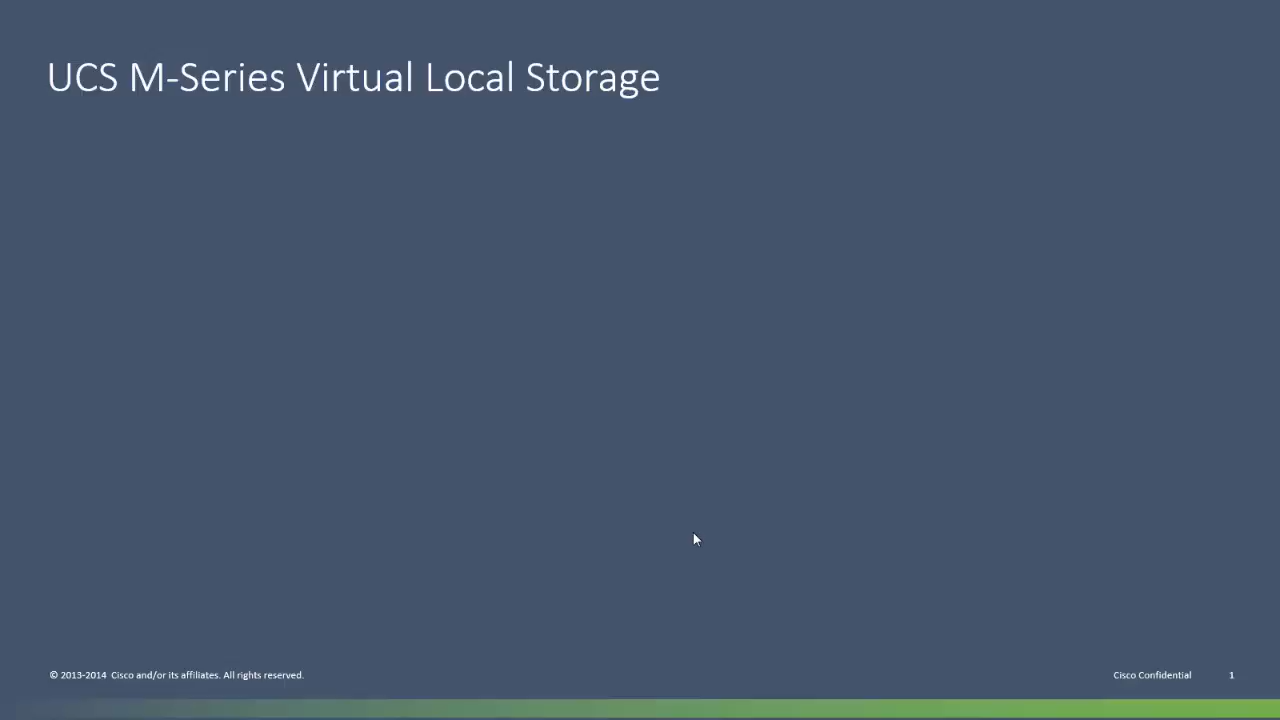 UCS M-Series Virtual Local Storage
© 2013-2014 Cisco and/or its affiliates. All rights reserved.
Cisco Confidential
1